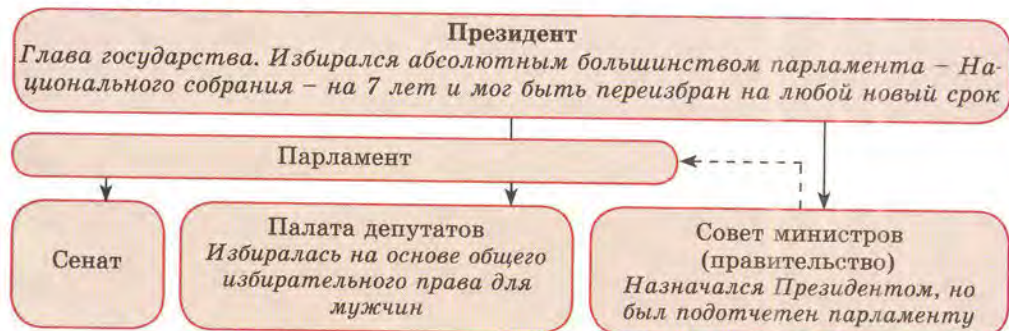 Президент
Глава государства. Избирался абсолютным большинством парламента – На-
ционального собрания – на 7 лет и мог быть переизбран на любой новый срок
Парламент
Сенат
Палата депутатов
Избиралась на основе общего
избирательного права для
мужчин
Совет министров
(правительство)
Назначался Президентом, но
был подотчетен парламенту